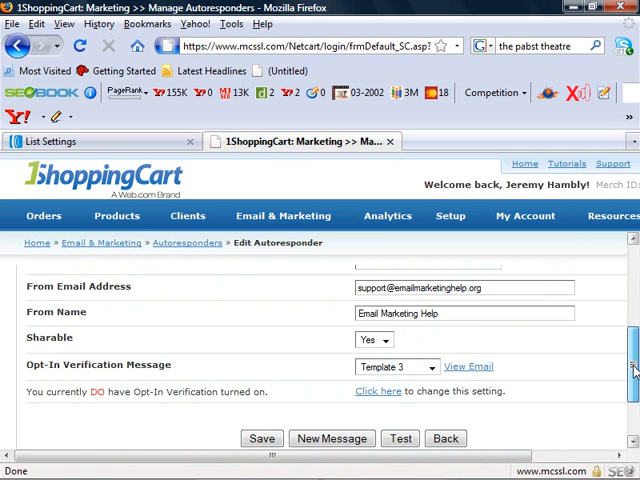 1ShoppingCart: Marketing >> Manage Autoresponders - Mozilla Firefox
File Edit View History Bookmarks Yahoo! Tools Help
https://www.mcssl.com/Netcart/login/frmDefault_SC.asp? the pabst theatre
Most Visited Getting Started Latest Headlines (Untitled)
SEOBOOK PageRank Y! 155K Y! 0 MJ 13K d 2 Y! 2 0 03-2002 3M 18 Competition
Y!
List Settings 1ShoppingCart: Marketing >> Ma...
1ShoppingCart Home Tutorials Support
A Web.com Brand Welcome back, Jeremy Hambly! Merch ID:
Orders Products Clients Email & Marketing Analytics Setup My Account Resources
Home » Email & Marketing » Autoresponders » Edit Autoresponder
From Email Address support@emailmarketinghelp.org
From Name Email Marketing Help
Sharable Yes
Opt-In Verification Message Template 3 View Email
You currently DO have Opt-In Verification turned on. Click here to change this setting.
Save New Message Test Back
Done www.mcssl.com SEO